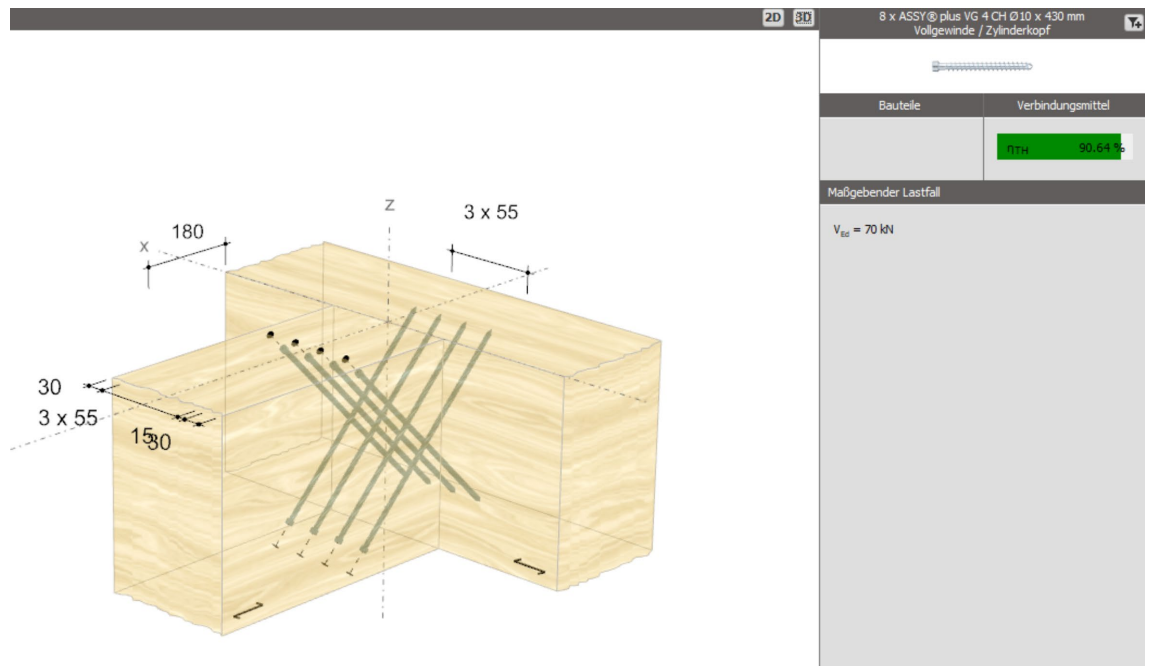 2D 3D
8 x ASSY® plus VG 4 CH Ø10 x 430 mm
Vollgewinde / Zylinderkopf
Bauteile Verbindungsmittel
ηTH 90.64 %
Maßgebender Lastfall
VEd = 70 kN
z
3 x 55
180
x
30
3 x 55
15
30